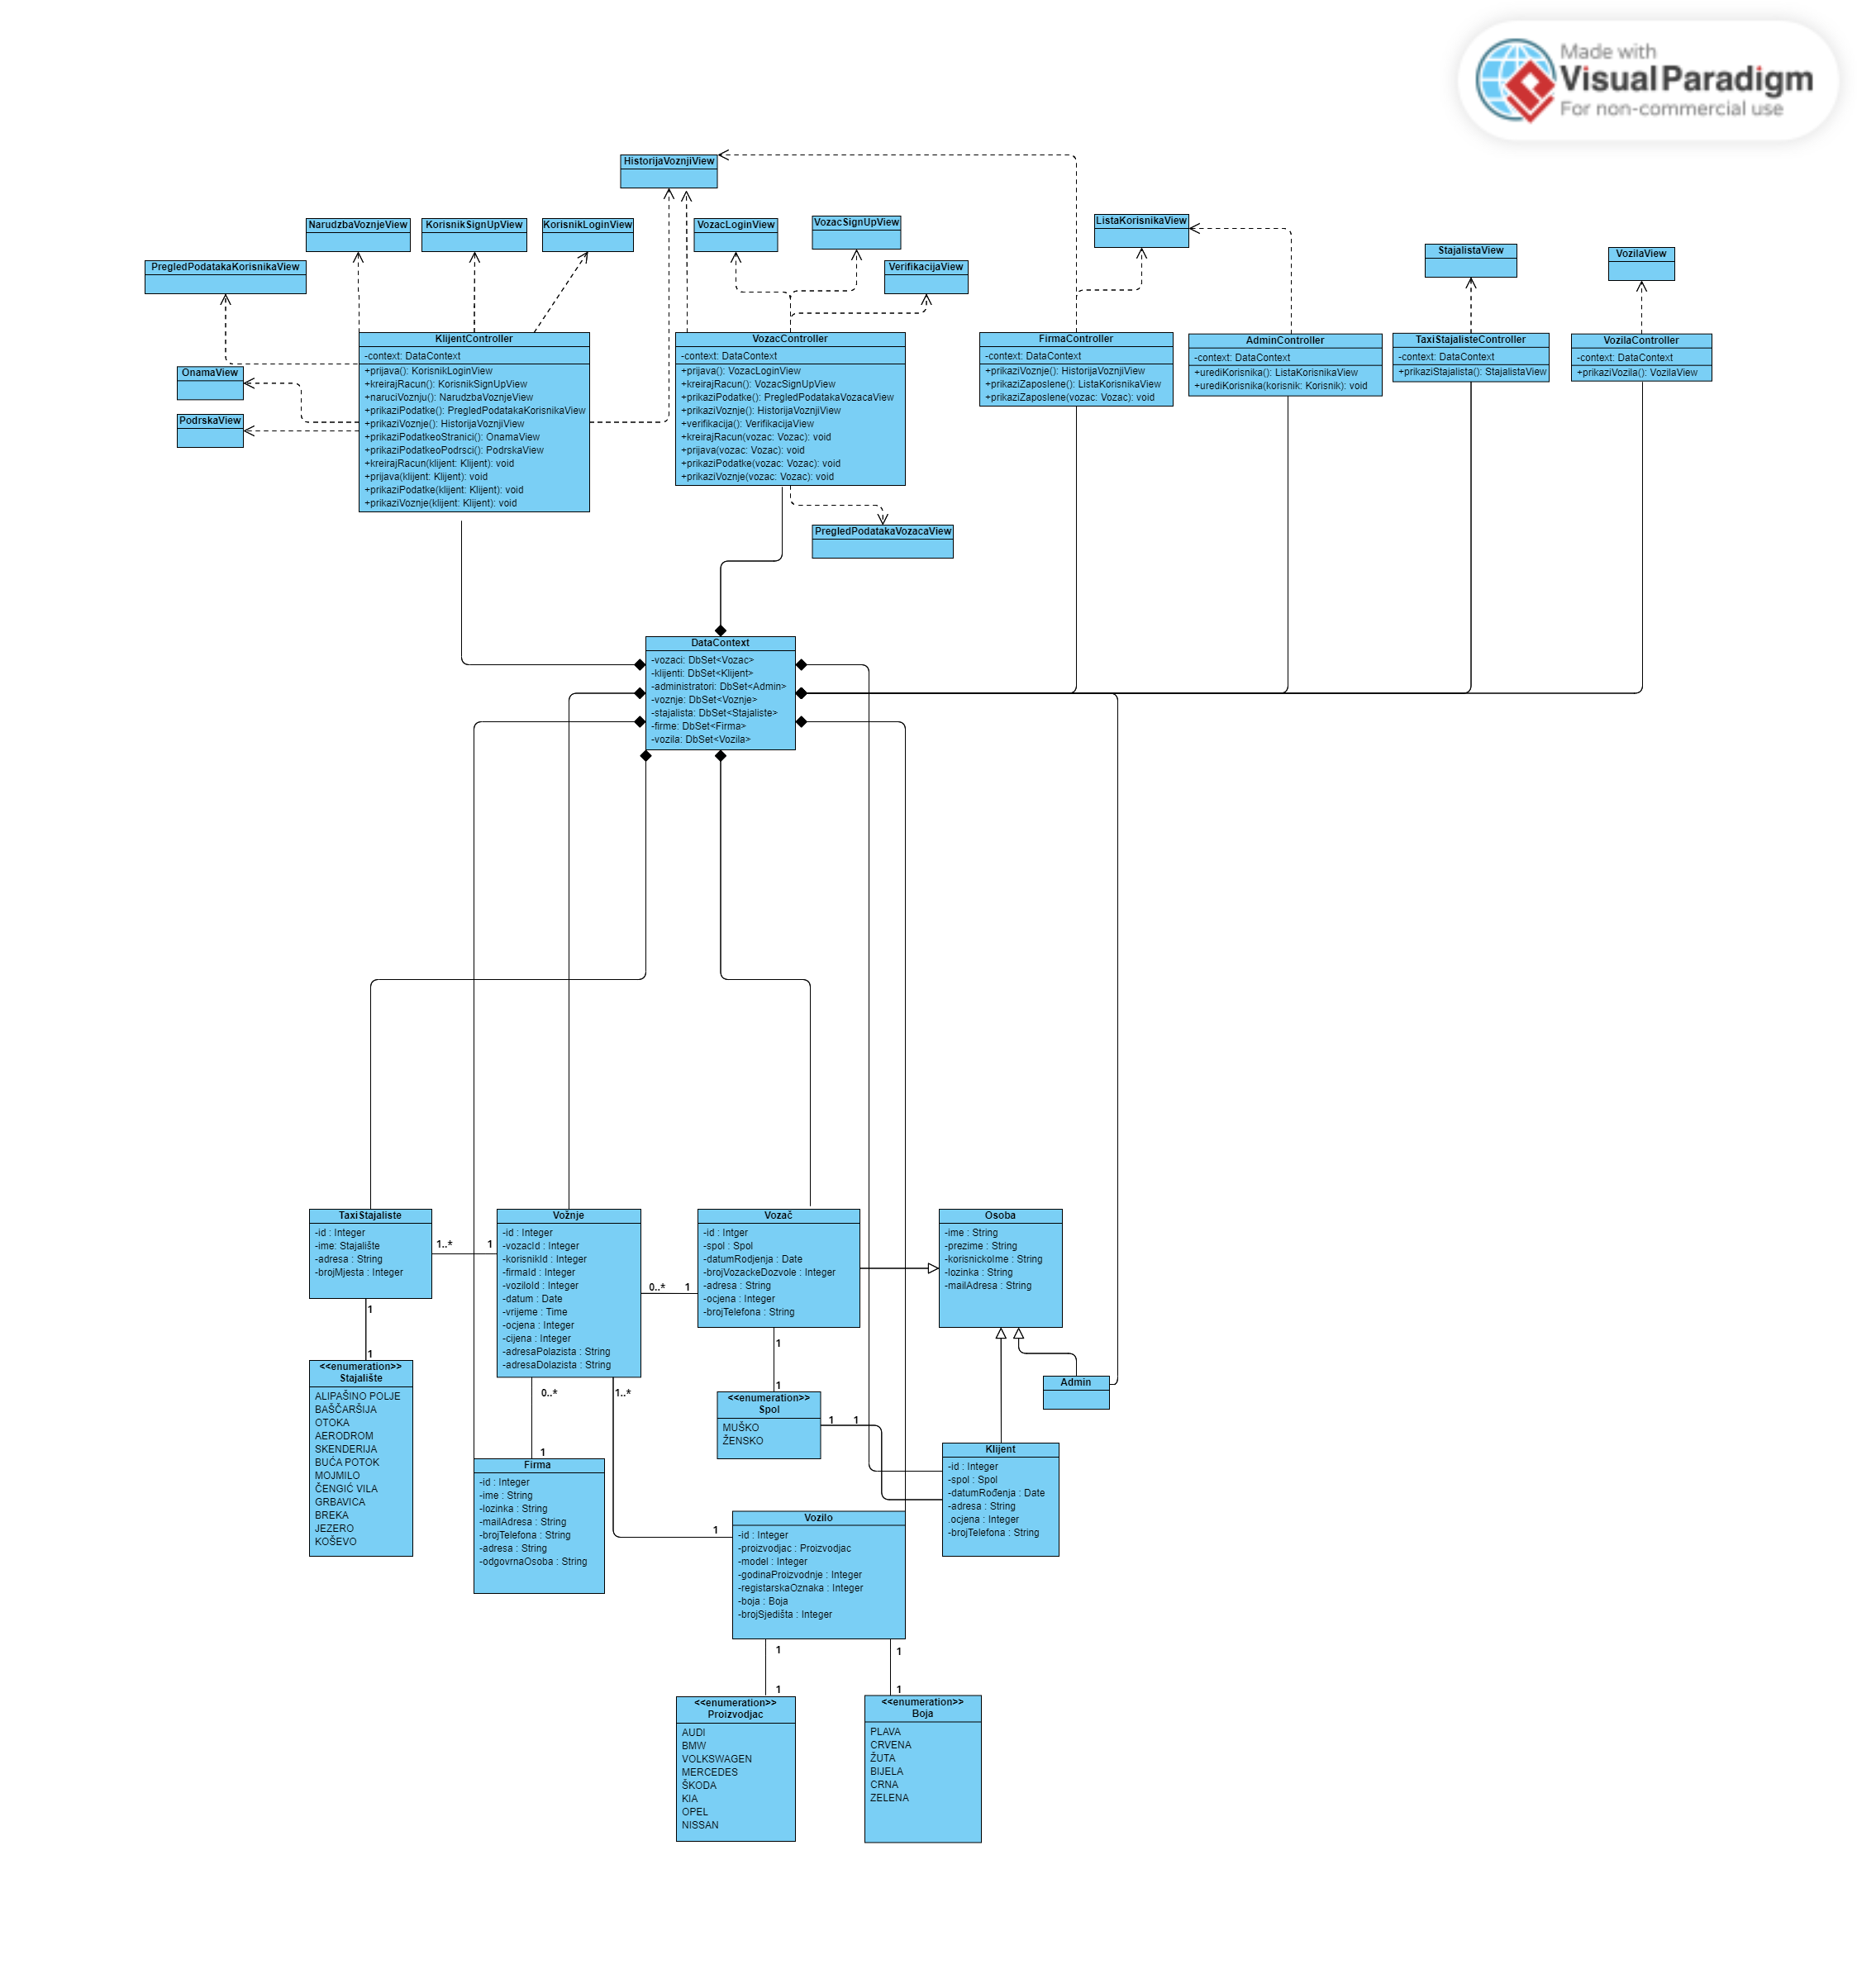 Made with
Visual Paradigm
For non-commercial use
HistorijaVoznjiView
NarudzbaVoznjeView
KorisnikSignUpView
KorisnikLoginView
VozacLoginView
VozacSignUpView
ListaKorisnikaView
StajalistaView
VozilaView
PregledPodatakaKorisnikaView
VerifikacijaView
OnamaView
PodrskaView
KlijentController
-context: DataContext
+prijava(): KorisnikLoginView
+kreirajRacun(): KorisnikSignUpView
+naruciVoznju(): NarudzbaVoznjeView
+prikaziPodatke(): PregledPodatakaKorisnikaView
+prikaziVoznje(): HistorijaVoznjiView
+prikaziPodatkeoStranici(): OnamaView
+prikaziPodatkeoPodrsci(): PodrskaView
+kreirajRacun(klijent: Klijent): void
+prijava(klijent: Klijent): void
+prikaziPodatke(klijent: Klijent): void
+prikaziVoznje(klijent: Klijent): void
VozacController
-context: DataContext
+prijava(): VozacLoginView
+kreirajRacun(): VozacSignUpView
+prikaziPodatke(): PregledPodatakaVozacaView
+prikaziVoznje(): HistorijaVoznjiView
+verifikacija(): VerifikacijaView
+kreirajRacun(vozac: Vozac): void
+prijava(vozac: Vozac): void
+prikaziPodatke(vozac: Vozac): void
+prikaziVoznje(vozac: Vozac): void
FirmaController
-context: DataContext
+prikaziVoznje(): HistorijaVoznjiView
+prikaziZaposlene(): ListaKorisnikaView
+prikaziZaposlene(vozac: Vozac): void
AdminController
-context: DataContext
+urediKorisnika(): ListaKorisnikaView
+urediKorisnika(korisnik: Korisnik): void
TaxiStajalisteController
-context: DataContext
+prikaziStajalista(): StajalistaView
VozilaController
-context: DataContext
+prikaziVozila(): VozilaView
PregledPodatakaVozacaView
DataContext
-vozaci: DbSet<Vozac>
-klijenti: DbSet<Klijent>
-administratori: DbSet<Admin>
-voznje: DbSet<Voznje>
-stajalista: DbSet<Stajaliste>
-firme: DbSet<Firma>
-vozila: DbSet<Vozila>
TaxiStajaliste
-id : Integer
-ime: Stajalište
-adresa : String
-brojMjesta : Integer
1..*
1
Vožnje
-id : Integer
-vozacId : Integer
-korisnikId : Integer
-firmaId : Integer
-voziloId : Integer
-datum : Date
-vrijeme : Time
-ocjena : Integer
-cijena : Integer
-adresaPolazista : String
-adresaDolazista : String
0..*
1
Vozač
-id : Intger
-spol : Spol
-datumRodjenja : Date
-brojVozackeDozvole : Integer
-adresa : String
-ocjena : Integer
-brojTelefona : String
Osoba
-ime : String
-prezime : String
-korisnickoIme : String
-lozinka : String
-mailAdresa : String
1
1
<<enumeration>>
Stajalište
ALIPAŠINO POLJE
BAŠČARŠIJA
OTOKA
AERODROM
SKENDERIJA
BUĆA POTOK
MOJMILO
ČENGIĆ VILA
GRBAVICA
BREKA
JEZERO
KOŠEVO
0..*
1
1..*
1
1
1
<<enumeration>>
Spol
MUŠKO
ŽENSKO
1
1
Admin
Klijent
-id : Integer
-spol : Spol
-datumRođenja : Date
-adresa : String
.ocjena : Integer
-brojTelefona : String
Firma
-id : Integer
-ime : String
-lozinka : String
-mailAdresa : String
-brojTelefona : String
-adresa : String
-odgovrnaOsoba : String
Vozilo
-id : Integer
-proizvodjac : Proizvodjac
-model : Integer
-godinaProizvodnje : Integer
-registarskaOznaka : Integer
-boja : Boja
-brojSjedišta : Integer
1
1
1
1
<<enumeration>>
Proizvodjac
AUDI
BMW
VOLKSWAGEN
MERCEDES
ŠKODA
KIA
OPEL
NISSAN
<<enumeration>>
Boja
PLAVA
CRVENA
ŽUTA
BIJELA
CRNA
ZELENA